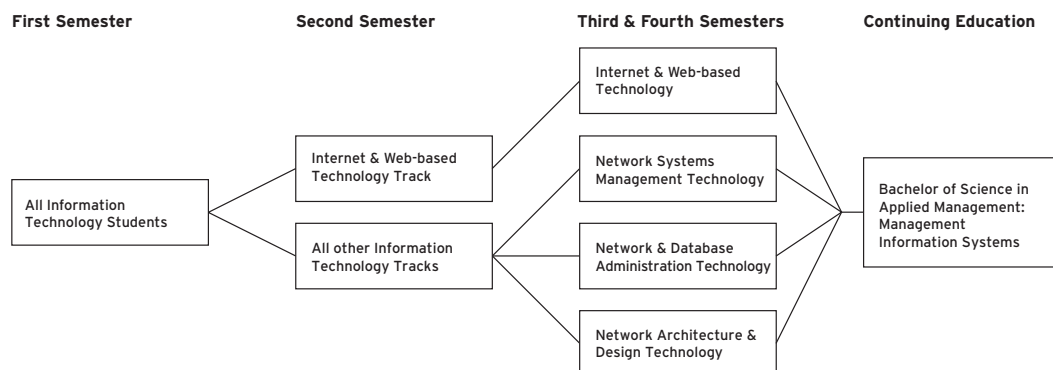 First Semester
Second Semester
Third & Fourth Semesters
Continuing Education
All Information
Technology Students
Internet & Web-based
Technology Track
All other Information
Technology Tracks
Internet & Web-based
Technology
Network Systems
Management Technology
Network & Database
Administration Technology
Network Architecture &
Design Technology
Bachelor of Science in
Applied Management:
Management
Information Systems